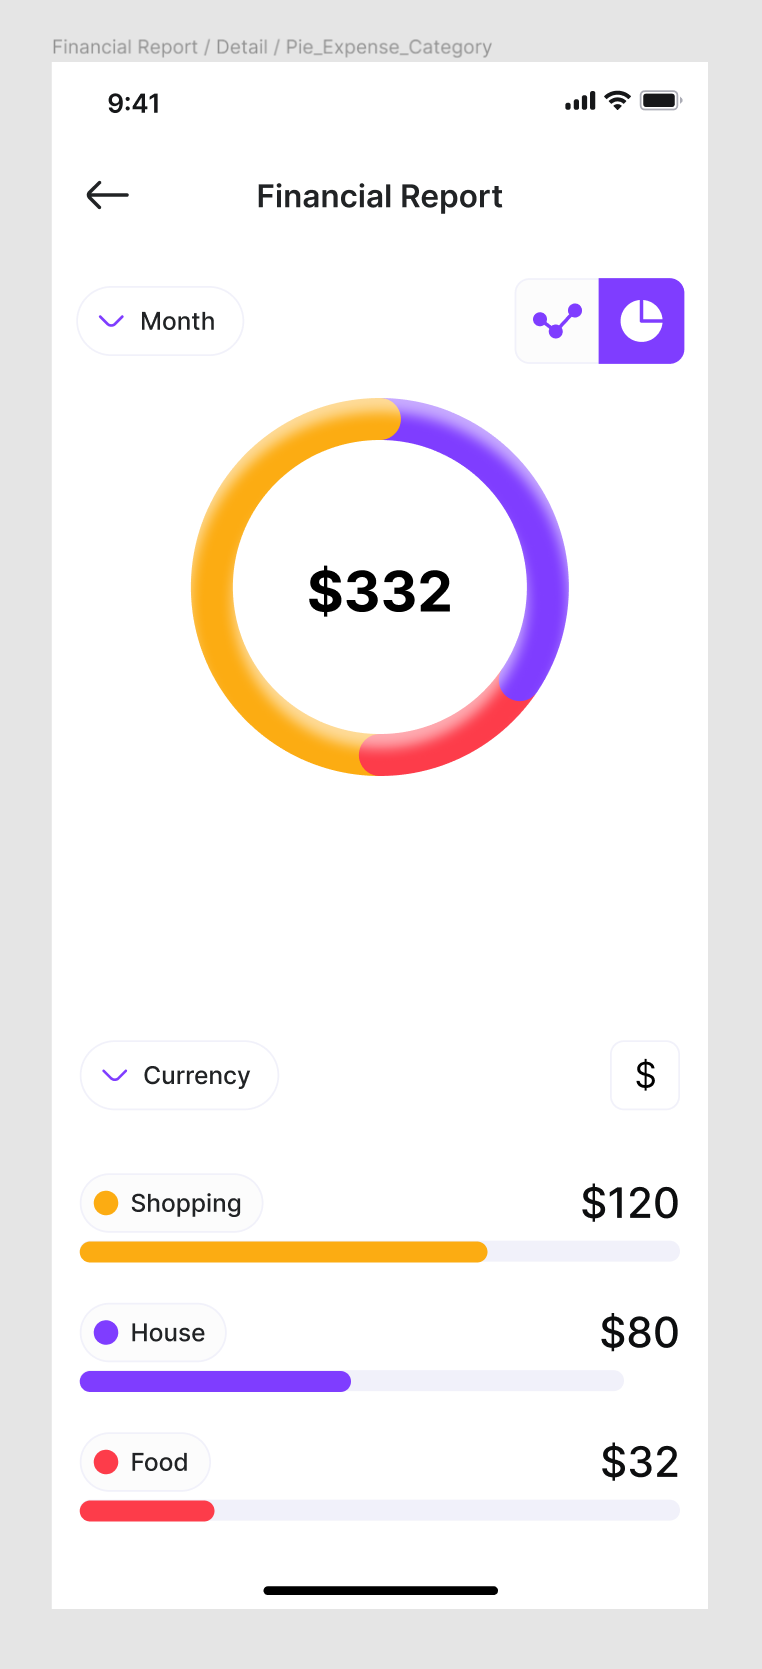 Financial Report / Detail / Pie_Expense_Category
9:41
Financial Report
Month
$332
Currency
$
Shopping
$120
House
$80
Food
$32